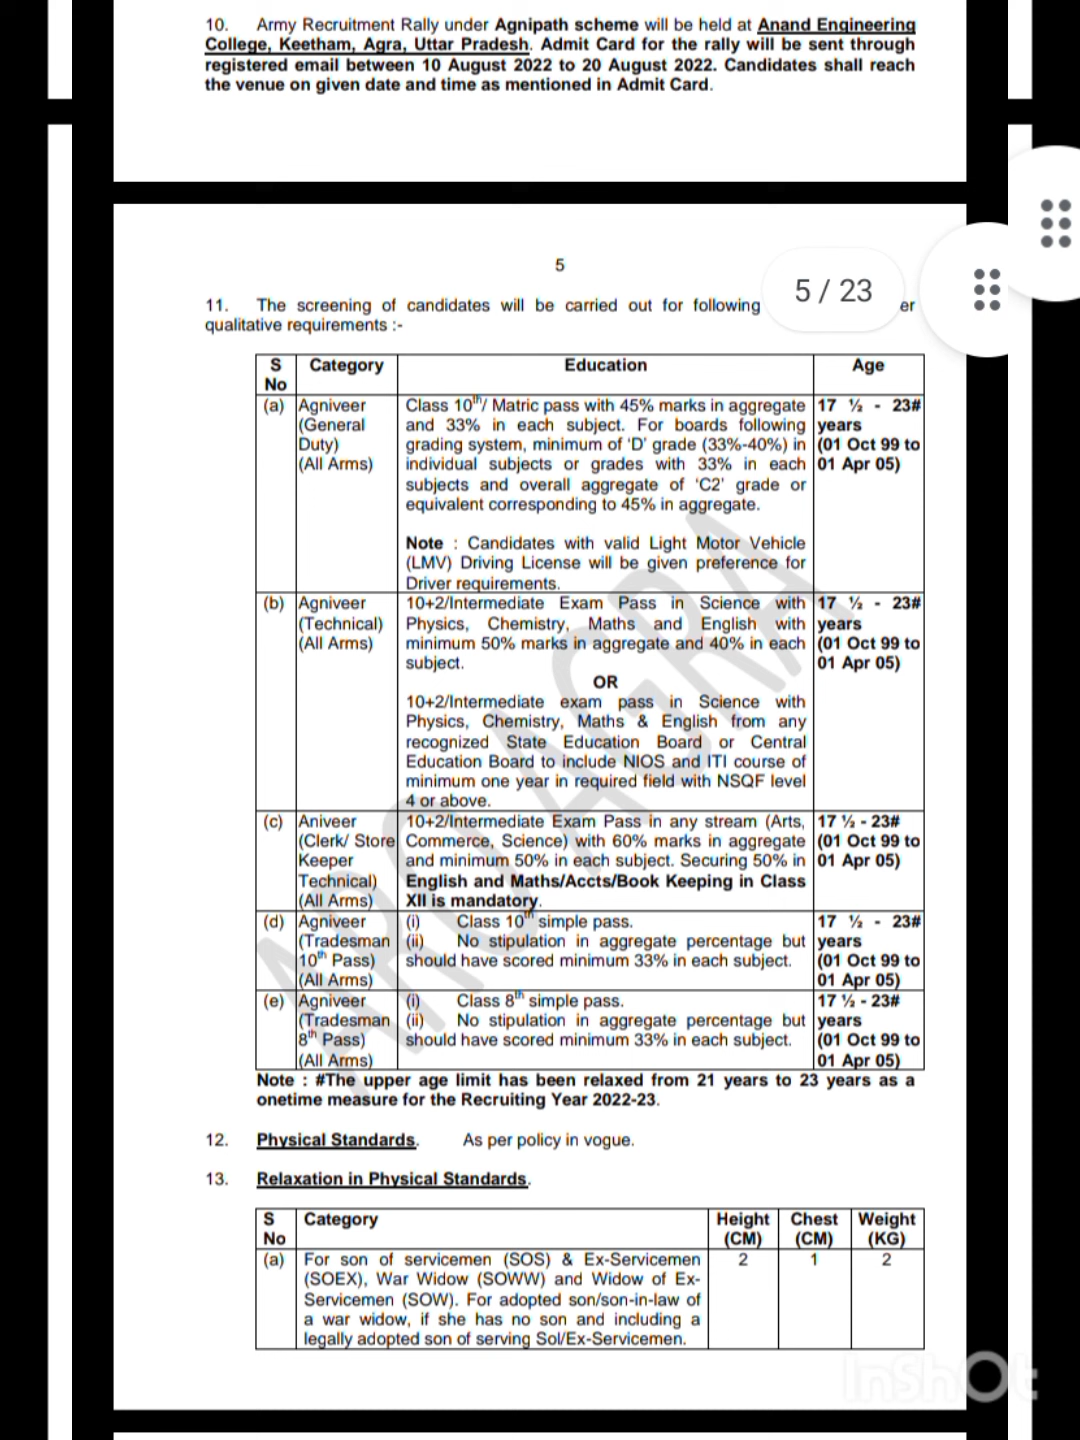 10. Army Recruitment Rally under Agnipath scheme will be held at Anand Engineering
College, Keetham, Agra, Uttar Pradesh. Admit Card for the rally will be sent through
registered email between 10 August 2022 to 20 August 2022. Candidates shall reach
the venue on given date and time as mentioned in Admit Card.
5
5 / 23
11. The screening of candidates will be carried out for following er
qualitative requirements :-
S No Category Education Age
(a) Agniveer (General Duty) (All Arms)
Class 10th/ Matric pass with 45% marks in aggregate
and 33% in each subject. For boards following
grading system, minimum of 'D' grade (33%-40%) in
individual subjects or grades with 33% in each
subjects and overall aggregate of 'C2' grade or
equivalent corresponding to 45% in aggregate.
Note : Candidates with valid Light Motor Vehicle
(LMV) Driving License will be given preference for
Driver requirements.
17 ½ - 23#
years
(01 Oct 99 to
01 Apr 05)
(b) Agniveer (Technical) (All Arms)
10+2/Intermediate Exam Pass in Science with
Physics, Chemistry, Maths and English with
minimum 50% marks in aggregate and 40% in each
subject.
OR
10+2/Intermediate exam pass in Science with
Physics, Chemistry, Maths & English from any
recognized State Education Board or Central
Education Board to include NIOS and ITI course of
minimum one year in required field with NSQF level
4 or above.
17 ½ - 23#
years
(01 Oct 99 to
01 Apr 05)
(c) Aniveer (Clerk/ Store Keeper Technical) (All Arms)
10+2/Intermediate Exam Pass in any stream (Arts,
Commerce, Science) with 60% marks in aggregate
and minimum 50% in each subject. Securing 50% in
English and Maths/Accts/Book Keeping in Class
XII is mandatory.
17 ½ - 23#
(01 Oct 99 to
01 Apr 05)
(d) Agniveer (Tradesman 10th Pass) (All Arms)
(i) Class 10th simple pass.
(ii) No stipulation in aggregate percentage but
should have scored minimum 33% in each subject.
17 ½ - 23#
years
(01 Oct 99 to
01 Apr 05)
(e) Agniveer (Tradesman 8th Pass) (All Arms)
(i) Class 8th simple pass.
(ii) No stipulation in aggregate percentage but
should have scored minimum 33% in each subject.
17 ½ - 23#
years
(01 Oct 99 to
01 Apr 05)
Note : #The upper age limit has been relaxed from 21 years to 23 years as a
onetime measure for the Recruiting Year 2022-23.
12. Physical Standards. As per policy in vogue.
13. Relaxation in Physical Standards.
S No Category Height (CM) Chest (CM) Weight (KG)
(a) For son of servicemen (SOS) & Ex-Servicemen 2 1 2
(SOEX), War Widow (SOWW) and Widow of Ex-
Servicemen (SOW). For adopted son/son-in-law of
a war widow, if she has no son and including a
legally adopted son of serving Sol/Ex-Servicemen.
ARO AGRA
InShOt